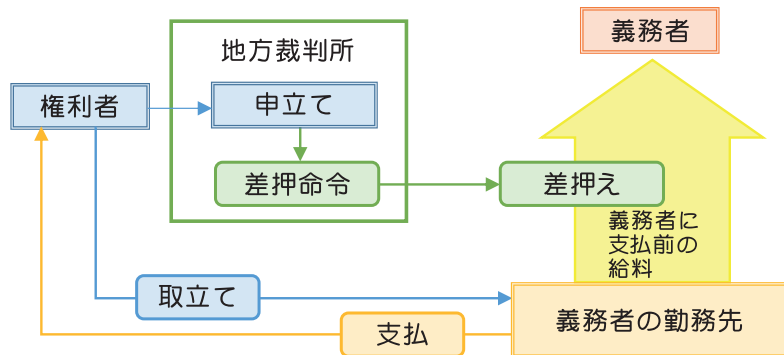 義務者
地方裁判所
権利者
申立て
差押命令
差押え
義務者に
支払前の
給料
取立て
義務者の勤務先
支払